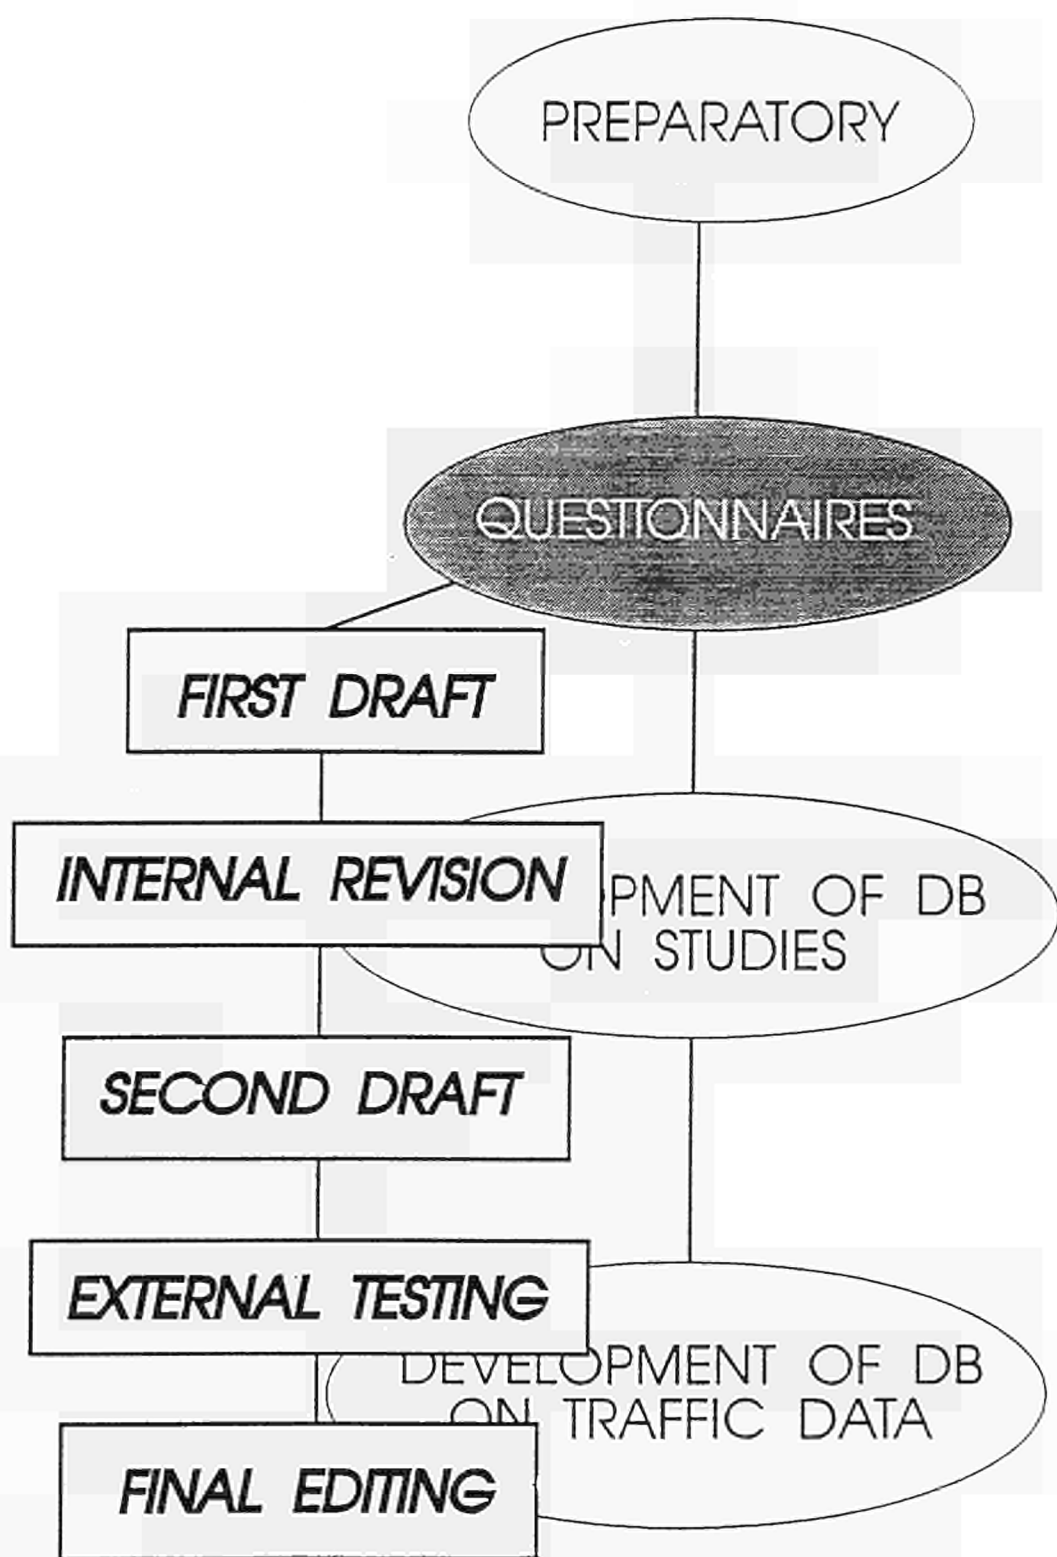 PREPARATORY
QUESTIONNAIRES
FIRST DRAFT
INTERNAL REVISION
PMENT OF DB
ON STUDIES
SECOND DRAFT
EXTERNAL TESTING
DEVELOPMENT OF DB
ON TRAFFIC DATA
FINAL EDITING